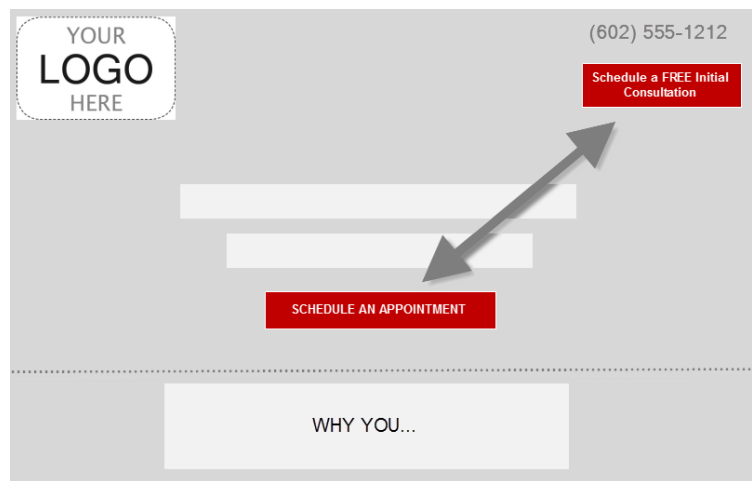 YOUR
LOGO
HERE
(602) 555-1212
Schedule a FREE Initial
Consultation
SCHEDULE AN APPOINTMENT
WHY YOU...